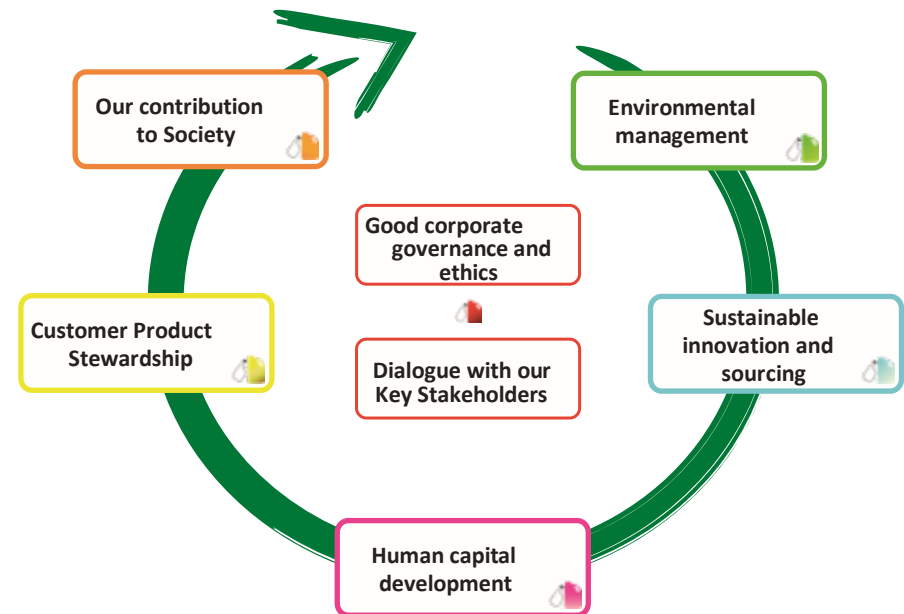 Our contribution
to Society
Environmental
management
Good corporate
governance and
ethics
Customer Product
Stewardship
Sustainable
innovation and
sourcing
Dialogue with our
Key Stakeholders
Human capital
development